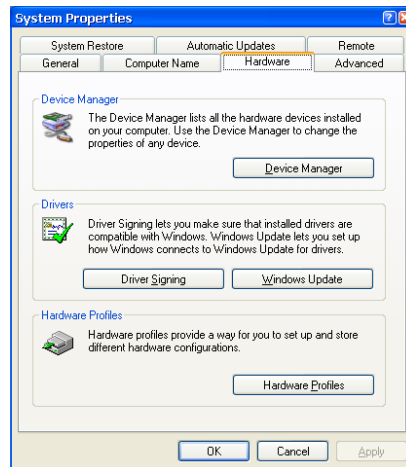 System Properties
System Restore Automatic Updates Remote
General Computer Name Hardware Advanced
Device Manager
The Device Manager lists all the hardware devices installed
on your computer. Use the Device Manager to change the
properties of any device.
Device Manager
Drivers
Driver Signing lets you make sure that installed drivers are
compatible with Windows. Windows Update lets you set up
how Windows connects to Windows Update for drivers.
Driver Signing Windows Update
Hardware Profiles
Hardware profiles provide a way for you to set up and store
different hardware configurations.
Hardware Profiles
OK Cancel Apply